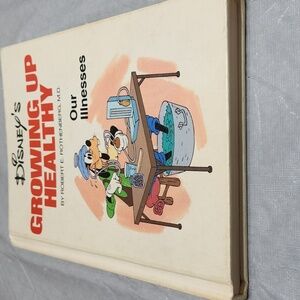 Disney's
GROWING UP
HEALTHY
BY ROBERT E. ROTHENBERG, M.D.
Our
Illnesses